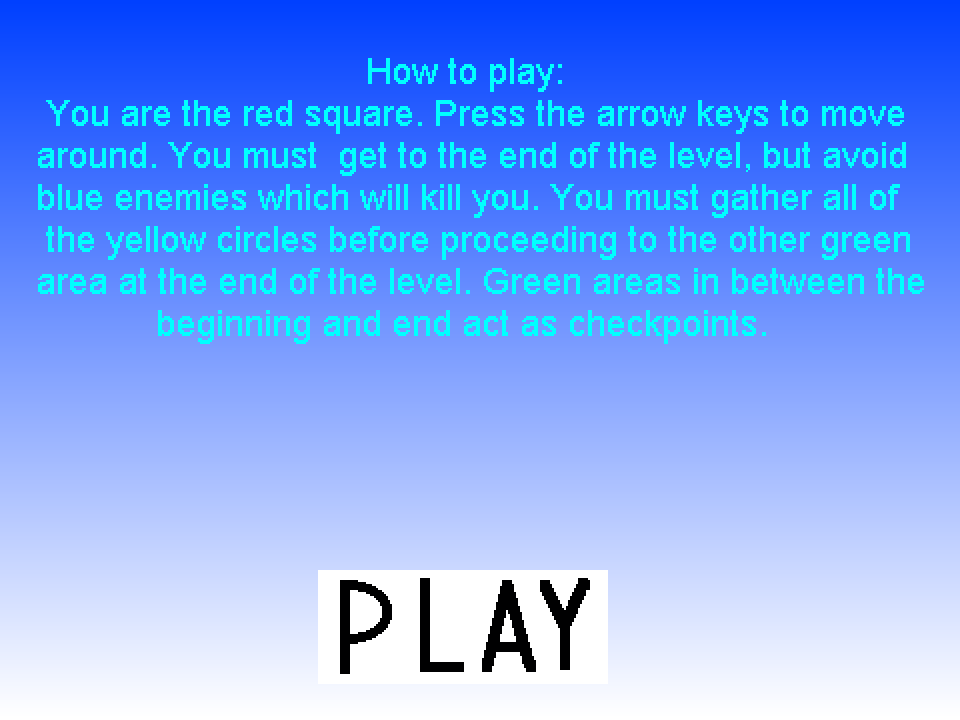 How to play:
You are the red square. Press the arrow keys to move
around. You must  get to the end of the level, but avoid
blue enemies which will kill you. You must gather all of
the yellow circles before proceeding to the other green
area at the end of the level. Green areas in between the
beginning and end act as checkpoints.
PLAY